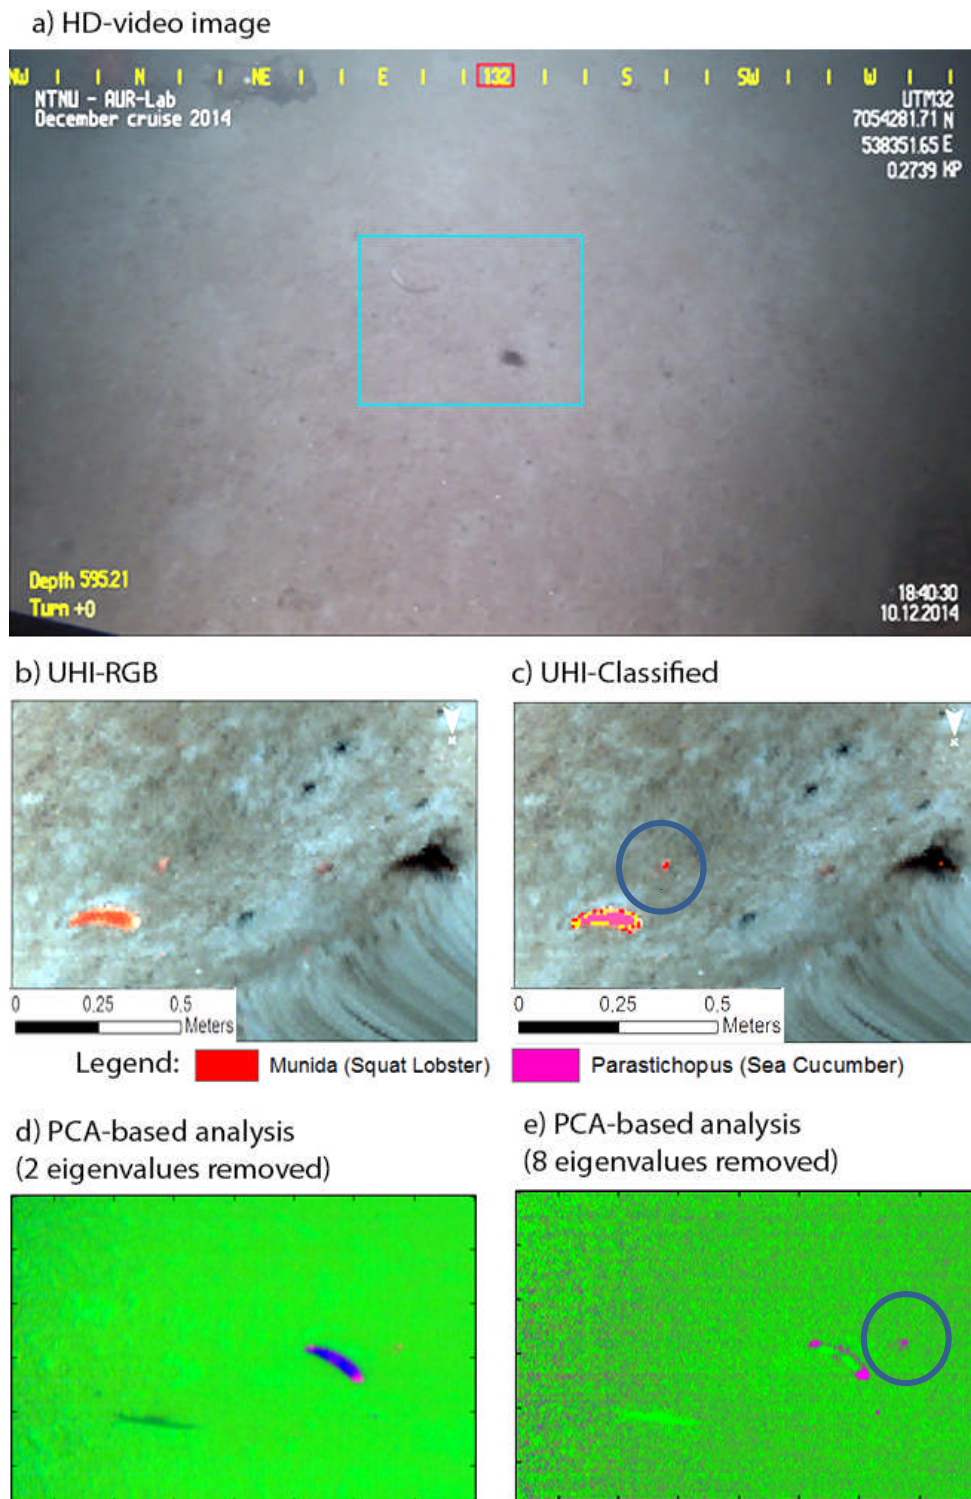 a) HD-video image
NW N NE E 132 S SW W
NTNU - AUR-Lab
December cruise 2014
UTM32
7054281.71 N
538351.65 E
0.2739 KP
Depth 595.21
Turn +0
18:40:30
10.12.2014
b) UHI-RGB
c) UHI-Classified
0 0,25 0,5
Meters
0 0,25 0,5
Meters
Legend: Munida (Squat Lobster) Parastichopus (Sea Cucumber)
d) PCA-based analysis
(2 eigenvalues removed)
e) PCA-based analysis
(8 eigenvalues removed)